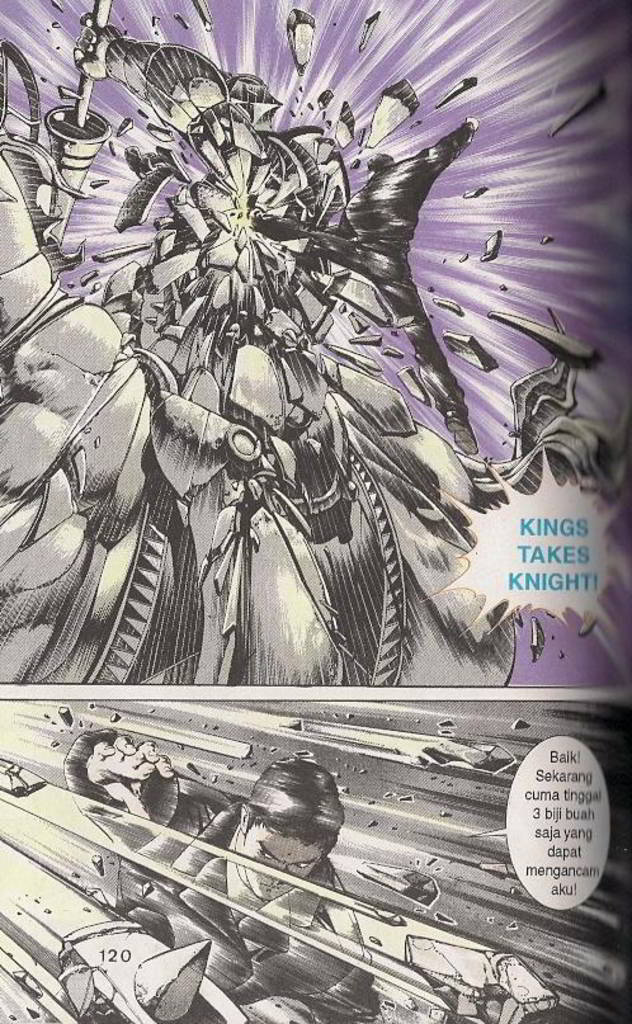 KINGS
TAKES
KNIGHT!
Baik!
Sekarang
cuma tinggal
3 biji buah
saja yang
dapat
mengancam
aku!
120